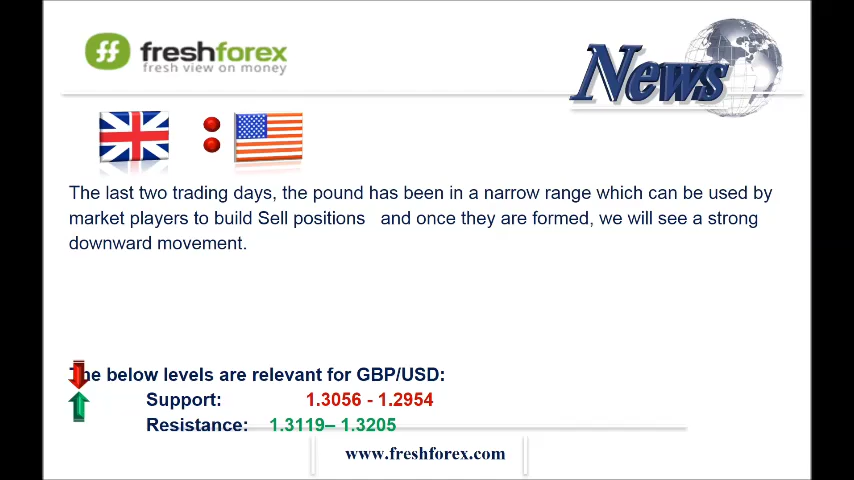 ff freshforex
fresh view on money
News
The last two trading days, the pound has been in a narrow range which can be used by
market players to build Sell positions and once they are formed, we will see a strong
downward movement.
The below levels are relevant for GBP/USD:
Support: 1.3056 - 1.2954
Resistance: 1.3119– 1.3205
www.freshforex.com